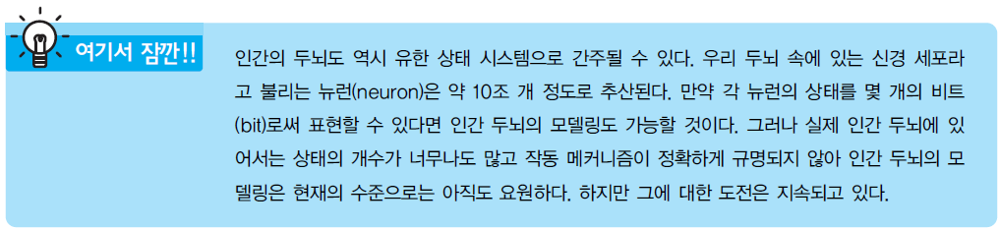 여기서 잠깐!!
인간의 두뇌도 역시 유한 상태 시스템으로 간주될 수 있다. 우리 두뇌 속에 있는 신경 세포라
고 불리는 뉴런(neuron)은 약 10조 개 정도로 추산된다. 만약 각 뉴런의 상태를 몇 개의 비트
(bit)로써 표현할 수 있다면 인간 두뇌의 모델링도 가능할 것이다. 그러나 실제 인간 두뇌에 있
어서는 상태의 개수가 너무나도 많고 작동 메커니즘이 정확하게 규명되지 않아 인간 두뇌의 모
델링은 현재의 수준으로는 아직도 요원하다. 하지만 그에 대한 도전은 지속되고 있다.